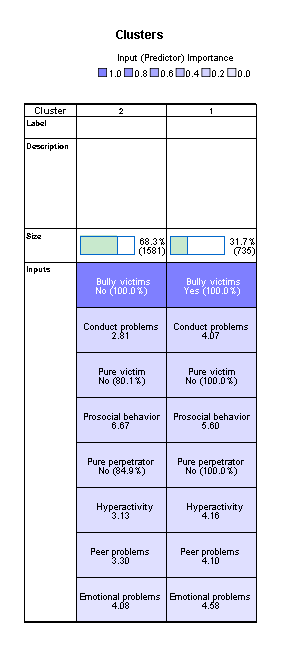 Clusters
Input (Predictor) Importance
1.0 0.8 0.6 0.4 0.2 0.0
Cluster 2 1
Label
Description
Size 68.3% (1581) 31.7% (735)
Inputs
Bully victims Bully victims
No (100.0%) Yes (100.0%)
Conduct problems Conduct problems
2.81 4.07
Pure victim Pure victim
No (80.1%) No (100.0%)
Prosocial behavior Prosocial behavior
6.67 5.60
Pure perpetrator Pure perpetrator
No (84.9%) No (100.0%)
Hyperactivity Hyperactivity
3.13 4.16
Peer problems Peer problems
3.30 4.10
Emotional problems Emotional problems
4.08 4.58